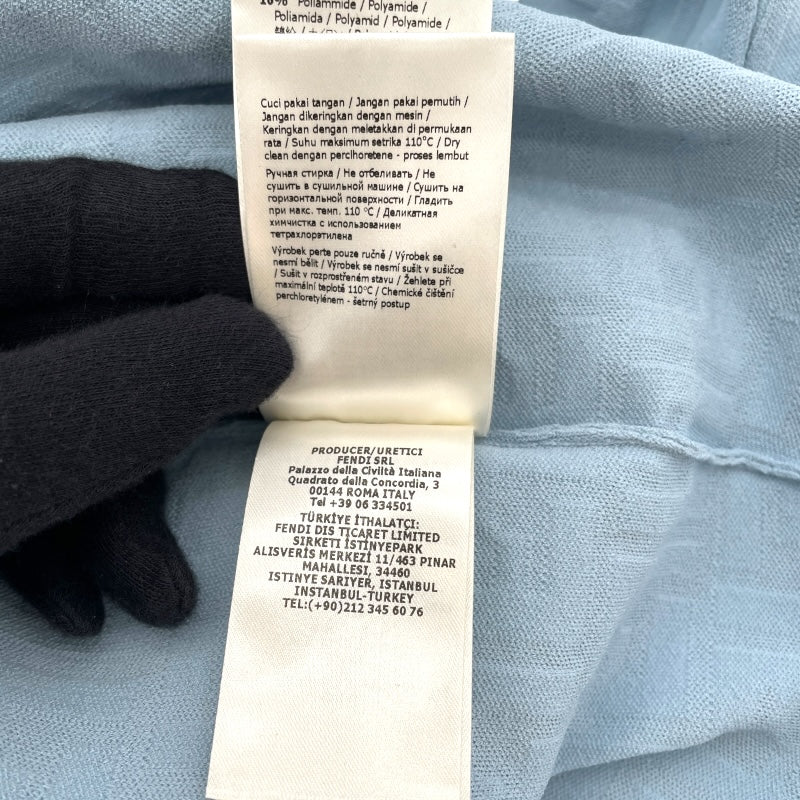 Poliammide / Polyamide /
Poliamida / Polyamid / Polyamide /
Cuci pakai tangan / Jangan pakai pemutih /
Jangan dikeringkan dengan mesin /
Keringkan dengan meletakkan di permukaan
rata / Suhu maksimum setrika 110°C / Dry
clean dengan perclhoretene - proses lembut
Ручная стирка / Не отбеливать / Не
сушить в сушильной машине / Сушить на
горизонтальной поверхности / Гладить
при макс. темп. 110 °C / Деликатная
химчистка с использованием
тетрахлорэтилена
Výrobek perte pouze ručně / Výrobek se
nesmí bělit / Výrobek se nesmí sušit v sušičce
/ Sušit v rozprostřeném stavu / Žehlete při
maximální teplotě 110°C / Chemické čištění
perchloretylénem - šetrný postup
PRODUCER/URETICI
FENDI SRL
Palazzo della Civiltà Italiana
Quadrato della Concordia, 3
00144 ROMA ITALY
Tel +39 06 334501
TÜRKİYE İTHALATÇI:
FENDI DIS TICARET LIMITED
SIRKETI İSTİNYEPARK
ALISVERİS MERKEZİ 11/463 PINAR
MAHALLESI, 34460
ISTINYE SARIYER, ISTANBUL
INSTANBUL-TURKEY
TEL:(+90)212 345 60 76